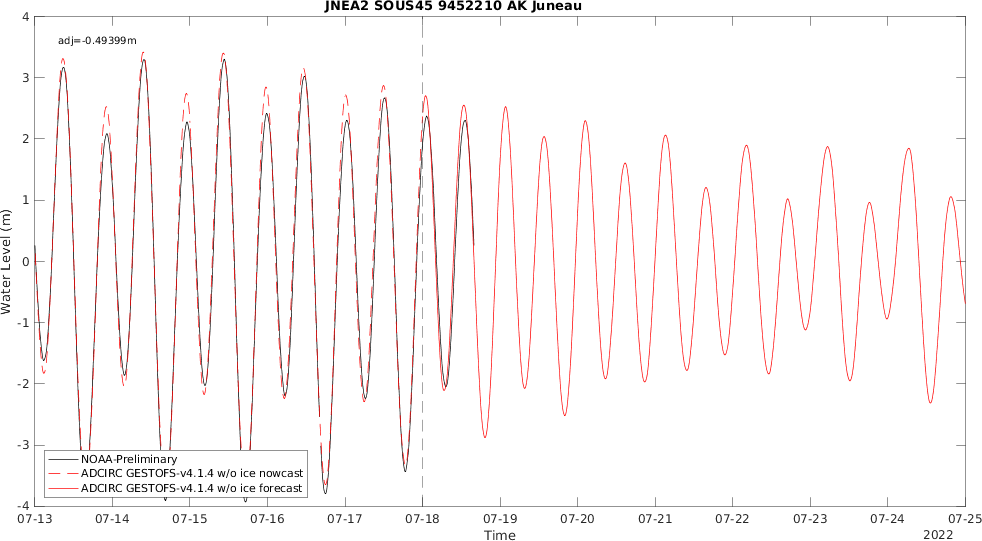 JNEA2 SOUS45 9452210 AK Juneau
adj=-0.49399m
4
3
2
1
0
-1
-2
-3
-4
Water Level (m)
NOAA-Preliminary
ADCIRC GESTOFS-v4.1.4 w/o ice nowcast
ADCIRC GESTOFS-v4.1.4 w/o ice forecast
07-13 07-14 07-15 07-16 07-17 07-18 07-19 07-20 07-21 07-22 07-23 07-24 07-25
Time
2022